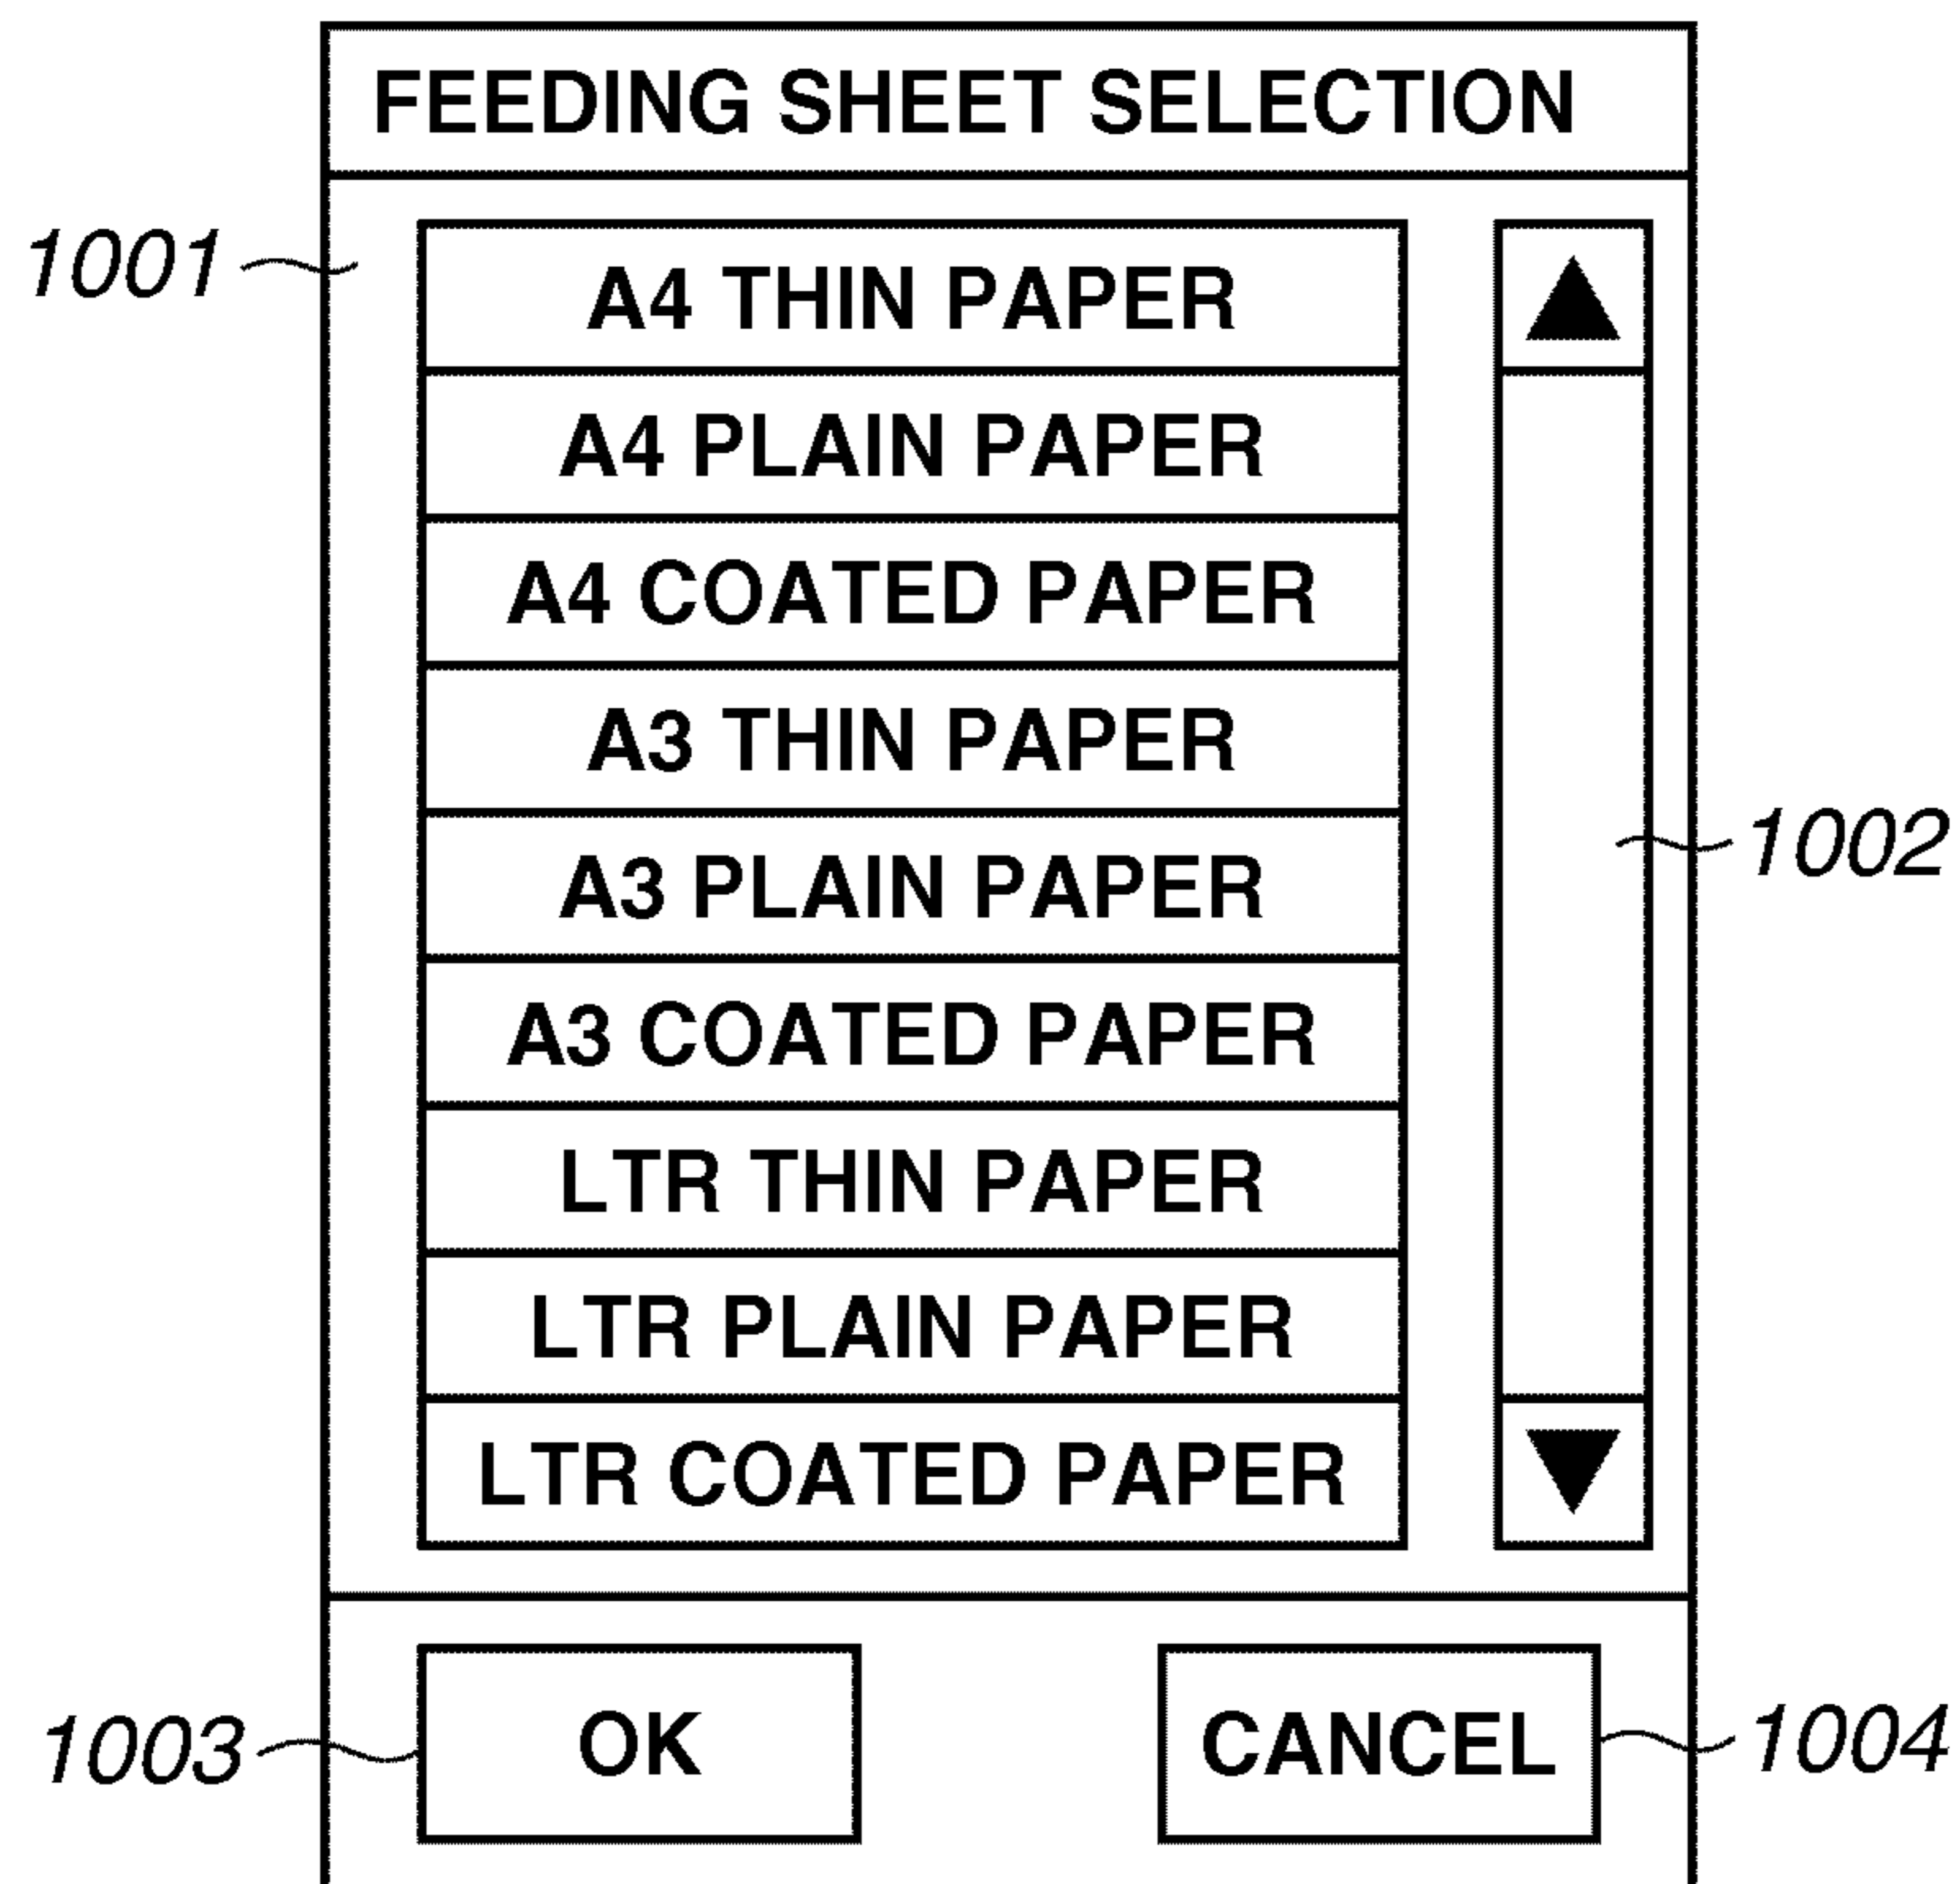 FEEDING SHEET SELECTION
1001
A4 THIN PAPER
A4 PLAIN PAPER
A4 COATED PAPER
A3 THIN PAPER
A3 PLAIN PAPER
1002
A3 COATED PAPER
LTR THIN PAPER
LTR PLAIN PAPER
LTR COATED PAPER
1003
OK
CANCEL
1004